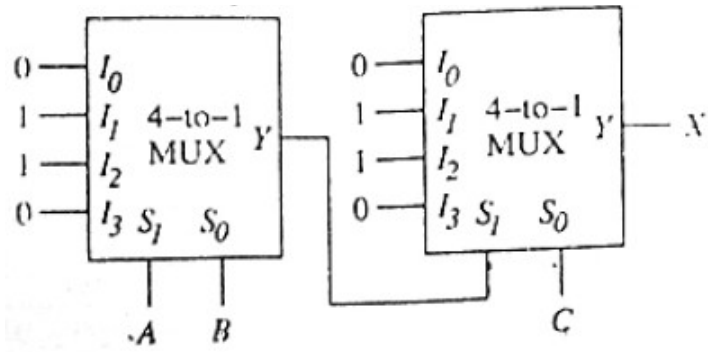 0 I0
1 I1 4-to-1 Y
1 I2 MUX
0 I3 S1 S0
A B
0 I0
1 I1 4-to-1 Y X
1 I2 MUX
0 I3 S1 S0
C